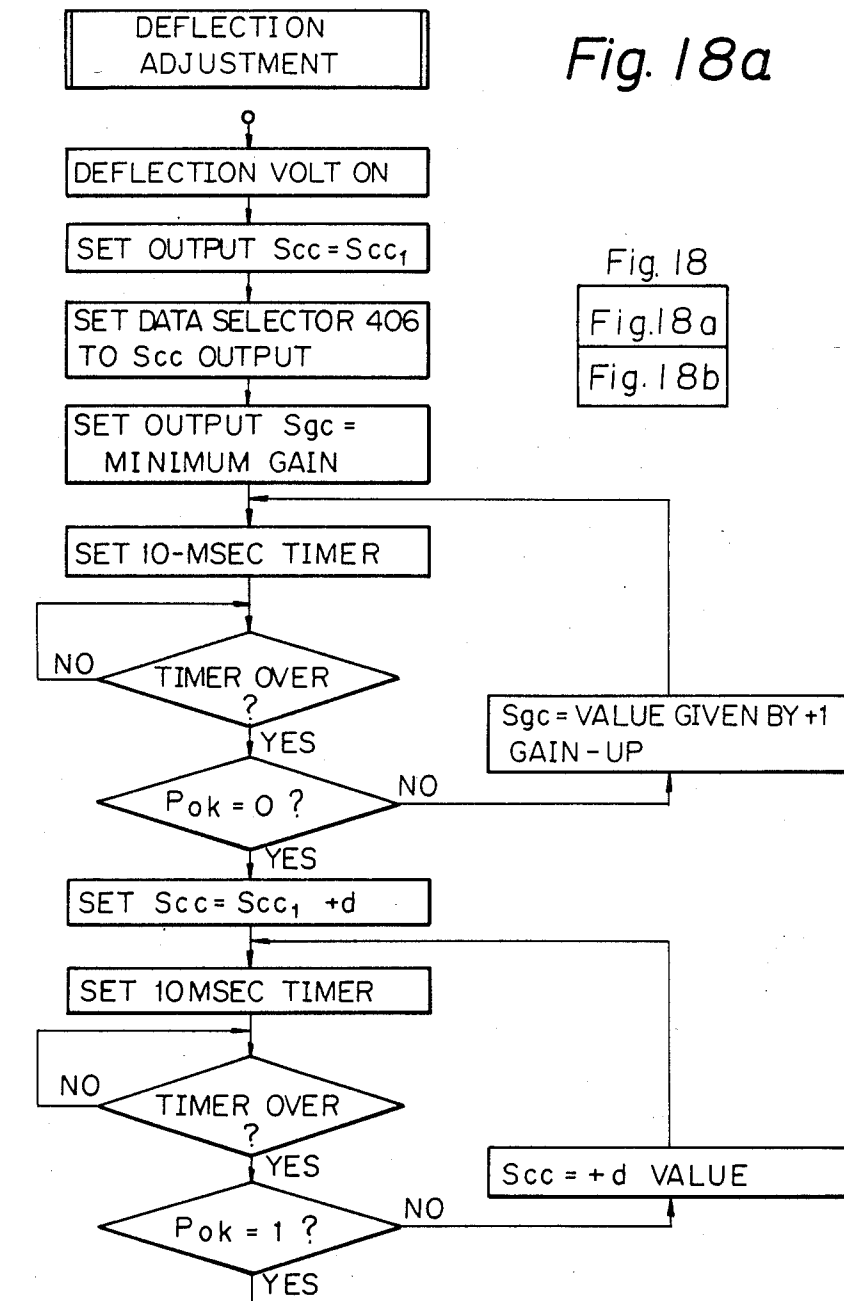 DEFLECTION
ADJUSTMENT
Fig. 18a
DEFLECTION VOLT ON
SET OUTPUT Scc=Scc₁
Fig. 18
Fig.18a
Fig. 18b
SET DATA SELECTOR 406
TO Scc OUTPUT
SET OUTPUT Sgc=
MINIMUM GAIN
SET 10-MSEC TIMER
NO
TIMER OVER
?
YES
Sgc=VALUE GIVEN BY+1
GAIN-UP
Pok=0 ?
NO
YES
SET Scc=Scc₁ +d
SET 10MSEC TIMER
NO
TIMER OVER
?
YES
Scc=+d VALUE
Pok=1 ?
NO
YES